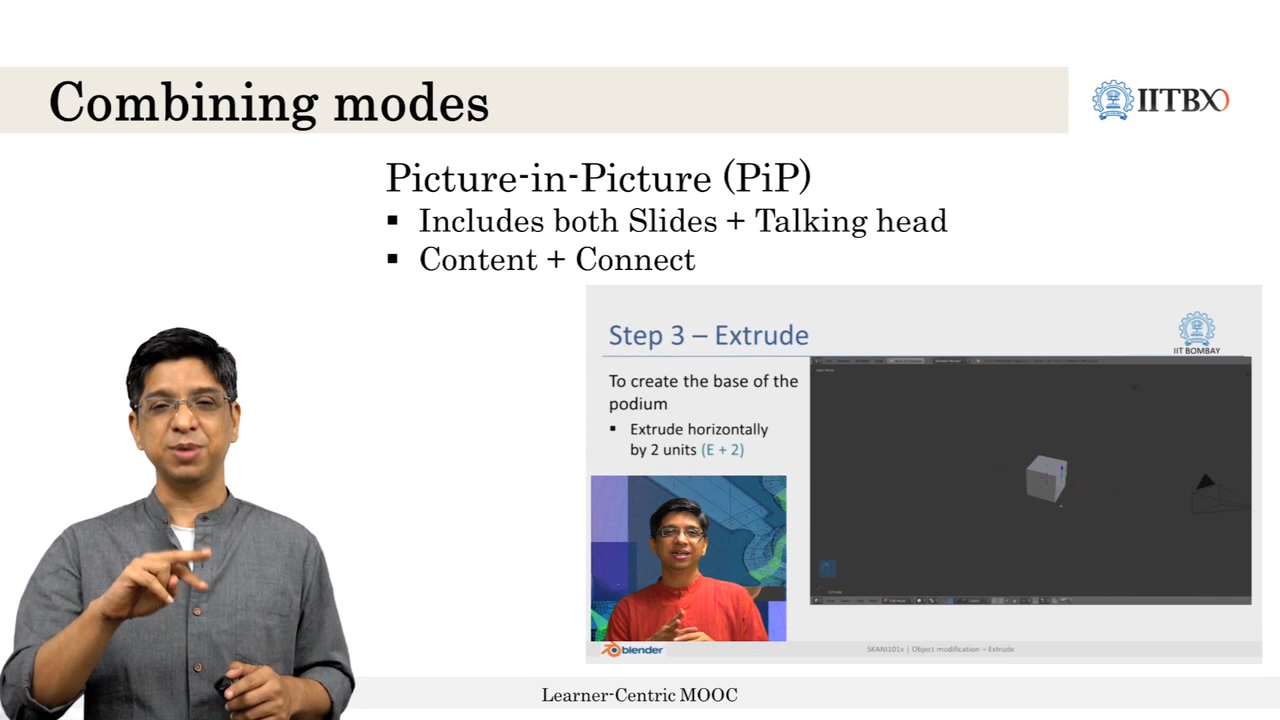 Combining modes
IITBX
Picture-in-Picture (PiP)
▪ Includes both Slides + Talking head
▪ Content + Connect
Step 3 – Extrude
IIT BOMBAY
To create the base of the
podium
▪ Extrude horizontally
by 2 units (E + 2)
blender
SKANI101x | Object modification – Extrude
Learner-Centric MOOC